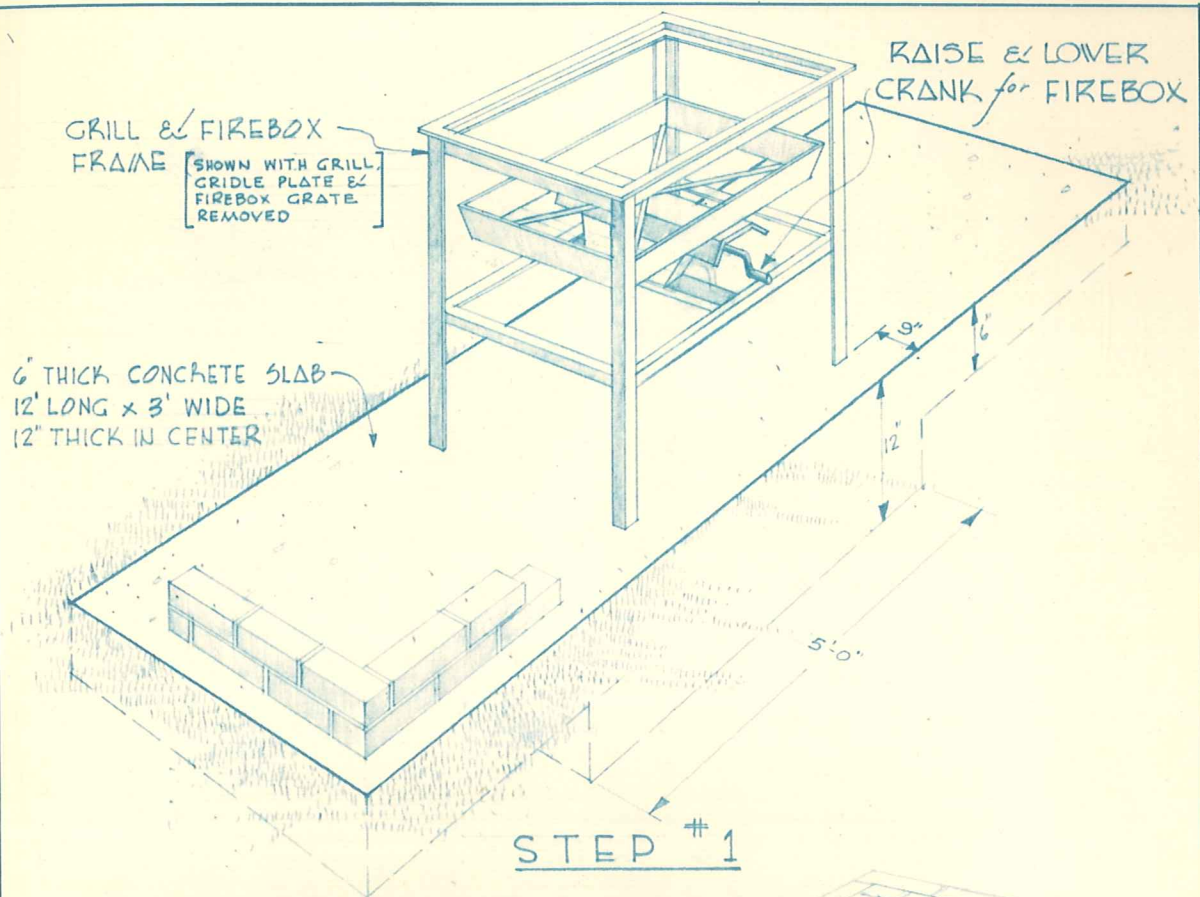 RAISE & LOWER
CRANK for FIREBOX
GRILL & FIREBOX
FRAME [SHOWN WITH GRILL,
GRIDLE PLATE &
FIREBOX GRATE
REMOVED]
6" THICK CONCRETE SLAB
12' LONG x 3' WIDE
12" THICK IN CENTER
9"
6"
12"
5'-0"
STEP #1